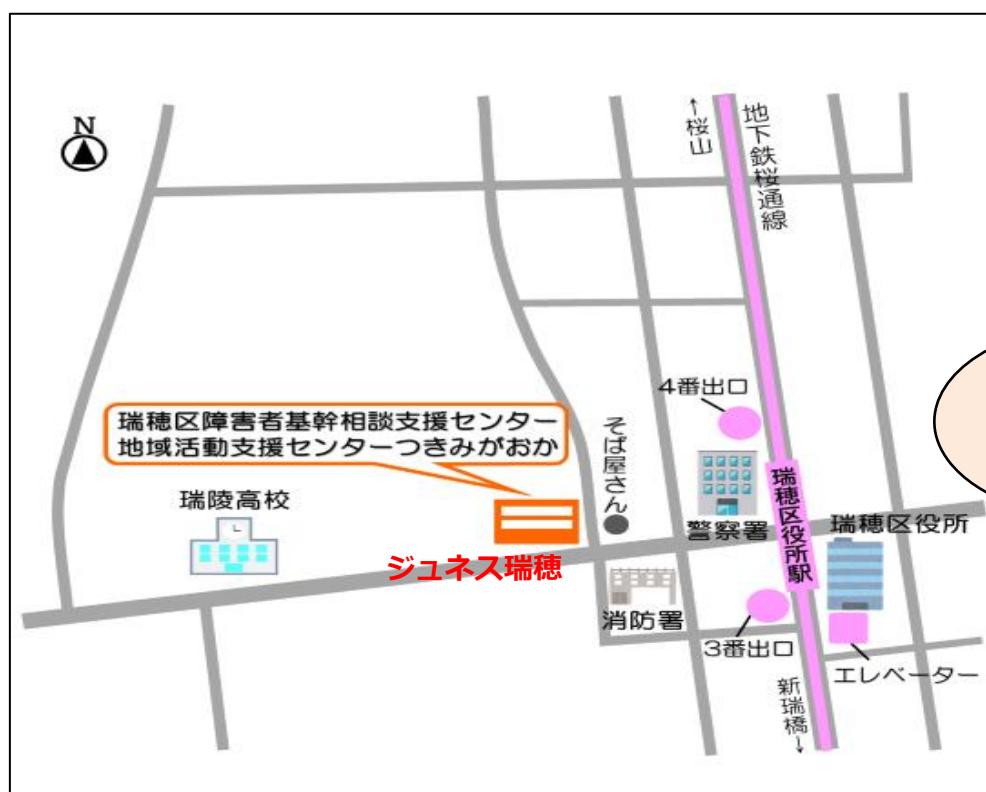 N
←桜山
地下鉄桜通線
4番出口
瑞穂区障害者基幹相談支援センター
地域活動支援センターつきみがおか
そば屋さん
瑞陵高校
警察署
瑞穂区役所駅
瑞穂区役所
ジュネス瑞穂
消防署
3番出口
エレベーター
新瑞橋→